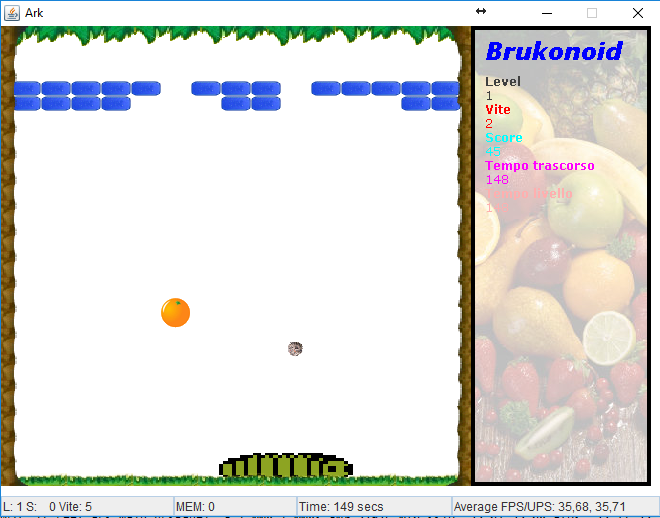 Ark
Brukonoid
Level
1
Vite
2
Score
45
Tempo trascorso
148
Tempo livello
L: 1 S: 0 Vite: 5
MEM: 0
Time: 149 secs
Average FPS/UPS: 35,68, 35,71